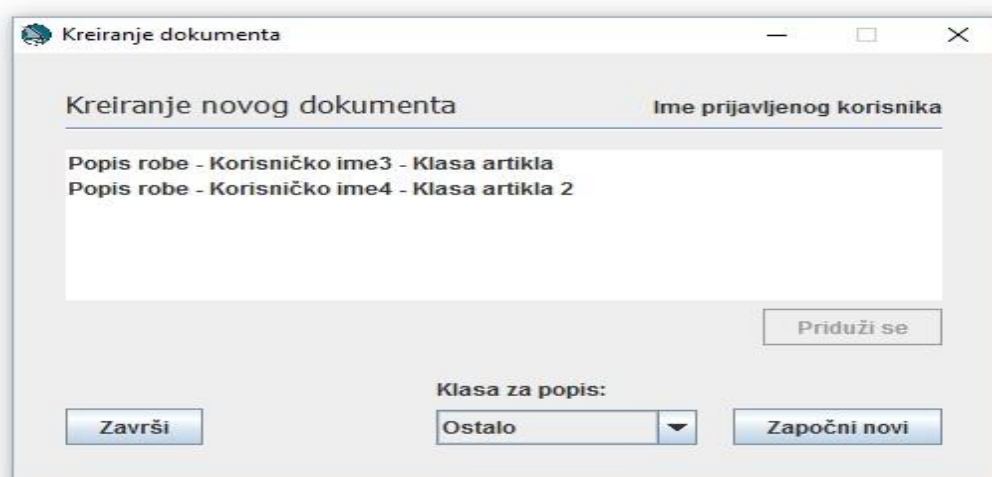 Kreiranje dokumenta
Kreiranje novog dokumenta
Ime prijavljenog korisnika
Popis robe - Korisničko ime3 - Klasa artikla
Popis robe - Korisničko ime4 - Klasa artikla 2
Priduži se
Klasa za popis:
Završi
Ostalo
Započni novi